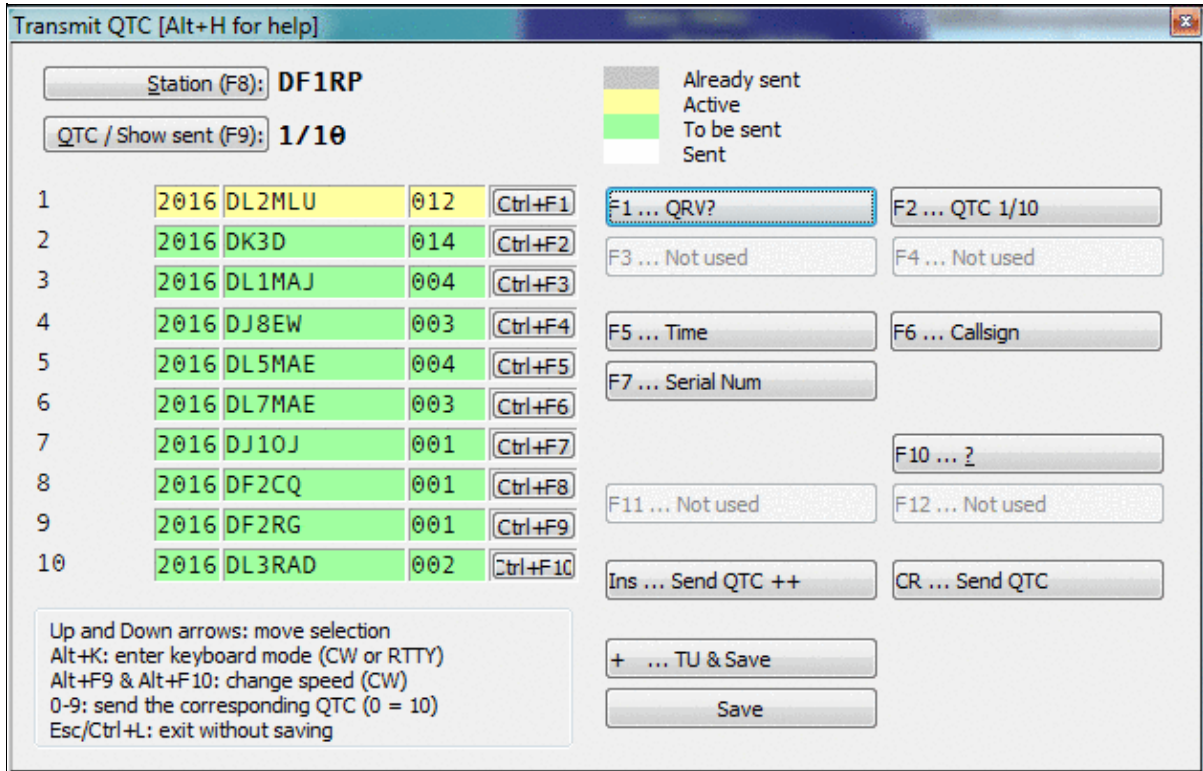 Transmit QTC [Alt+H for help]
Station (F8): DF1RP
QTC / Show sent (F9): 1/10
Already sent
Active
To be sent
Sent
1 2016 DL2MLU 012 Ctrl+F1
2 2016 DK3D 014 Ctrl+F2
3 2016 DL1MAJ 004 Ctrl+F3
4 2016 DJ8EW 003 Ctrl+F4
5 2016 DL5MAE 004 Ctrl+F5
6 2016 DL7MAE 003 Ctrl+F6
7 2016 DJ1OJ 001 Ctrl+F7
8 2016 DF2CQ 001 Ctrl+F8
9 2016 DF2RG 001 Ctrl+F9
10 2016 DL3RAD 002 Ctrl+F10
Up and Down arrows: move selection
Alt+K: enter keyboard mode (CW or RTTY)
Alt+F9 & Alt+F10: change speed (CW)
0-9: send the corresponding QTC (0 = 10)
Esc/Ctrl+L: exit without saving
F1 ... QRV?
F2 ... QTC 1/10
F3 ... Not used
F4 ... Not used
F5 ... Time
F6 ... Callsign
F7 ... Serial Num
F10 ... ?
F11 ... Not used
F12 ... Not used
Ins ... Send QTC ++
CR ... Send QTC
+ ... TU & Save
Save